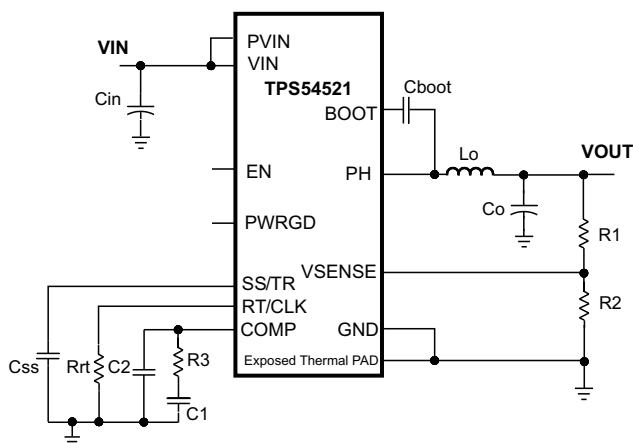 VIN
PVIN
VIN
TPS54521
Cin
Cboot
BOOT
Lo
VOUT
EN
PH
Co
PWRGD
R1
VSENSE
SS/TR
RT/CLK
R2
COMP
GND
Css
Rrt
C2
R3
Exposed Thermal PAD
C1